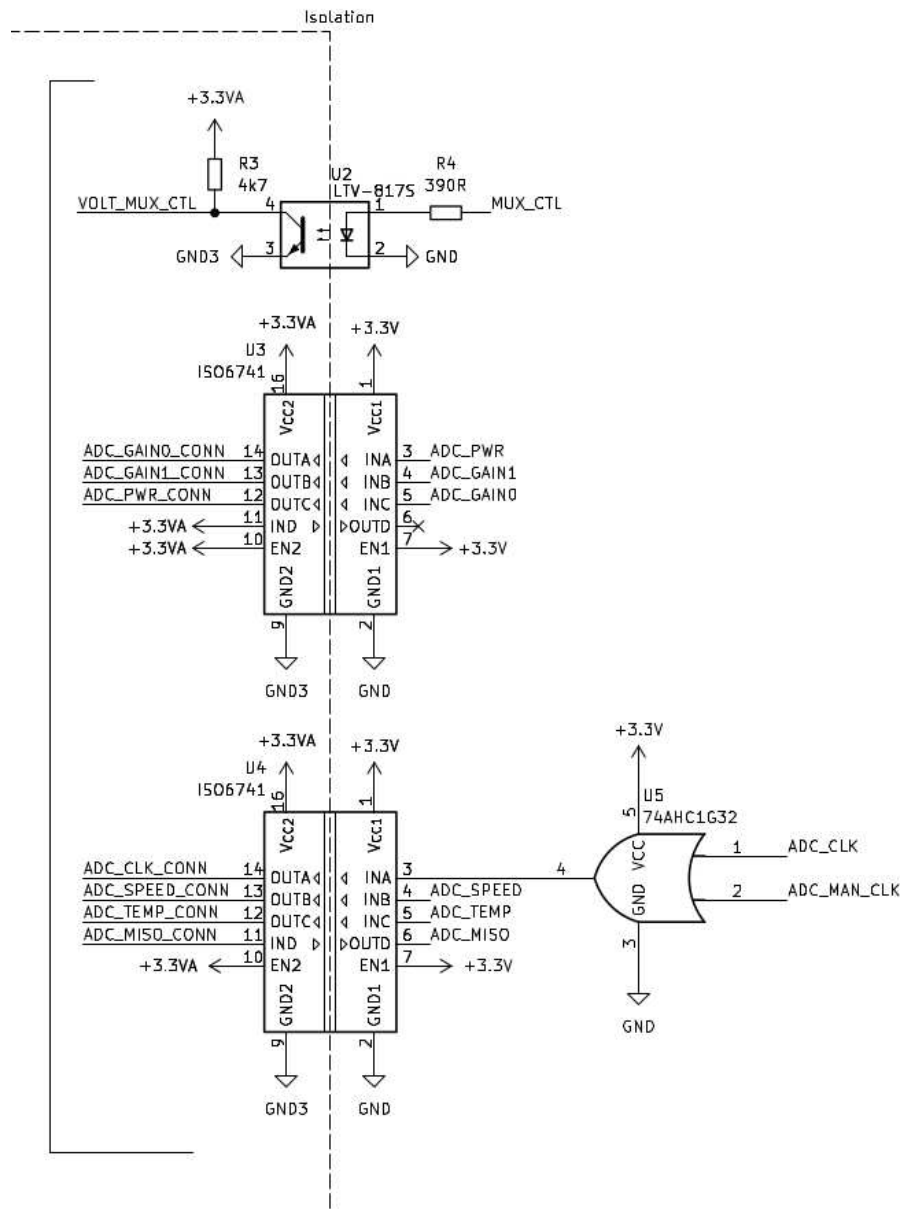 Isolation
+3.3VA
R3
4k7
U2
LTV-817S
R4
390R
VOLT_MUX_CTL
4
1
MUX_CTL
GND3
3
2
GND
+3.3VA
+3.3V
U3
ISO6741
16
1
Vcc2
Vcc1
ADC_GAIN0_CONN 14 OUTA INA 3 ADC_PWR
ADC_GAIN1_CONN 13 OUTB INB 4 ADC_GAIN1
ADC_PWR_CONN 12 OUTC INC 5 ADC_GAIN0
+3.3VA 11 IND OUTD 6
+3.3VA 10 EN2 EN1 7 +3.3V
GND2
GND1
9
2
GND3
GND
+3.3VA
+3.3V
U4
ISO6741
16
1
Vcc2
Vcc1
ADC_CLK_CONN 14 OUTA INA 3
ADC_SPEED_CONN 13 OUTB INB 4 ADC_SPEED
ADC_TEMP_CONN 12 OUTC INC 5 ADC_TEMP
ADC_MISO_CONN 11 IND OUTD 6 ADC_MISO
+3.3VA 10 EN2 EN1 7 +3.3V
GND2
GND1
9
2
GND3
GND
+3.3V
5
U5
74AHC1G32
VCC
GND
4
1
ADC_CLK
2
ADC_MAN_CLK
3
GND